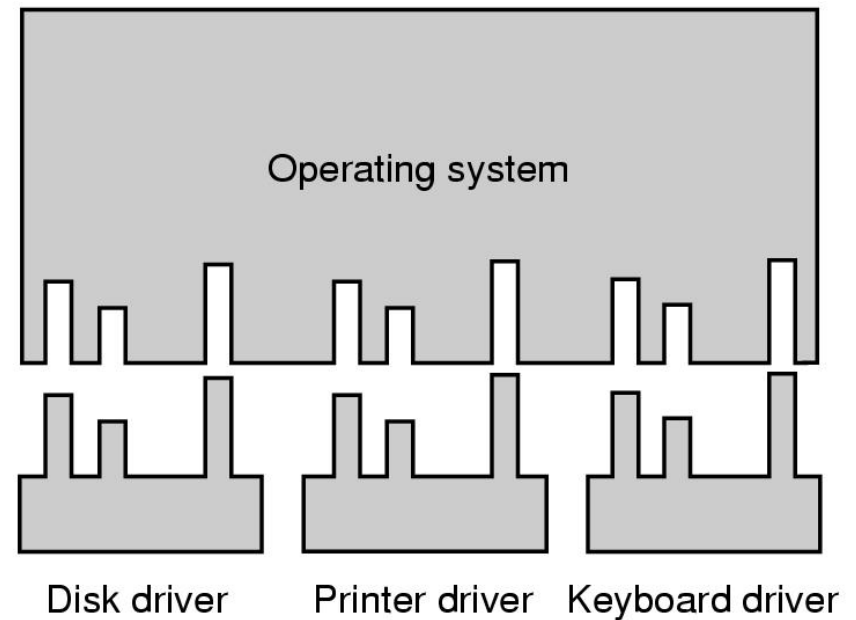 Operating system
Disk driver
Printer driver
Keyboard driver